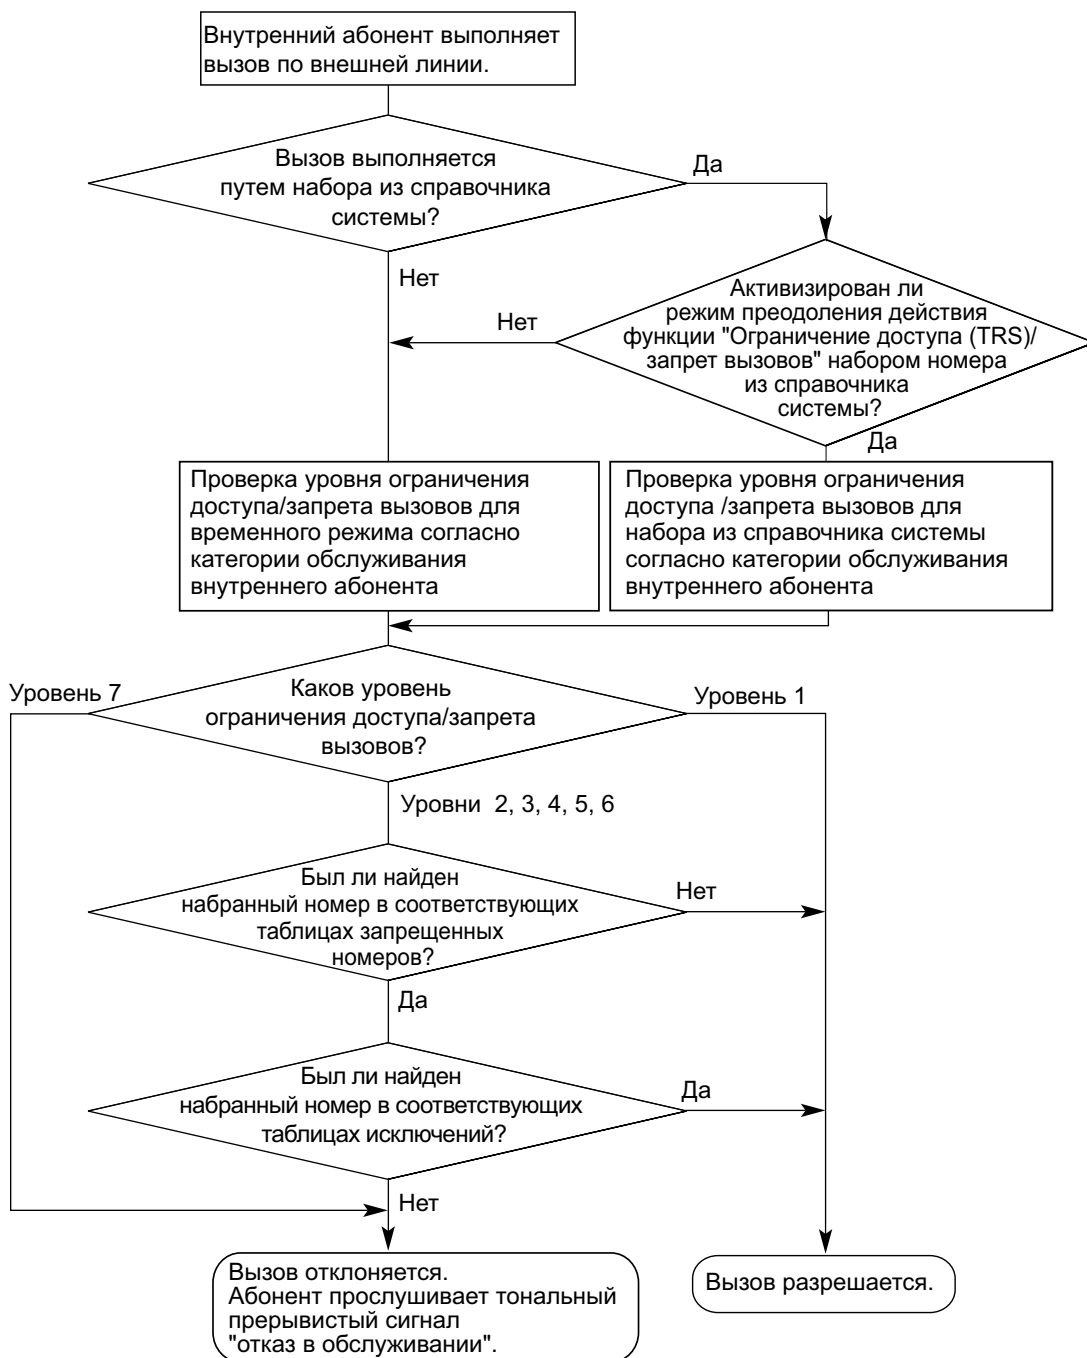 Внутренний абонент выполняет
вызов по внешней линии.
Вызов выполняется
путем набора из справочника
системы?
Да
Нет
Активизирован ли
режим преодоления действия
функции "Ограничение доступа (TRS)/
запрет вызовов" набором номера
из справочника
системы?
Нет
Да
Проверка уровня ограничения
доступа/запрета вызовов для
временного режима согласно
категории обслуживания
внутреннего абонента
Проверка уровня ограничения
доступа /запрета вызовов для
набора из справочника системы
согласно категории обслуживания
внутреннего абонента
Уровень 7
Каков уровень
ограничения доступа/запрета
вызовов?
Уровень 1
Уровни 2, 3, 4, 5, 6
Был ли найден
набранный номер в соответствующих
таблицах запрещенных
номеров?
Нет
Да
Был ли найден
набранный номер в соответствующих
таблицах исключений?
Да
Нет
Вызов отклоняется.
Абонент прослушивает тональный
прерывистый сигнал
"отказ в обслуживании".
Вызов разрешается.